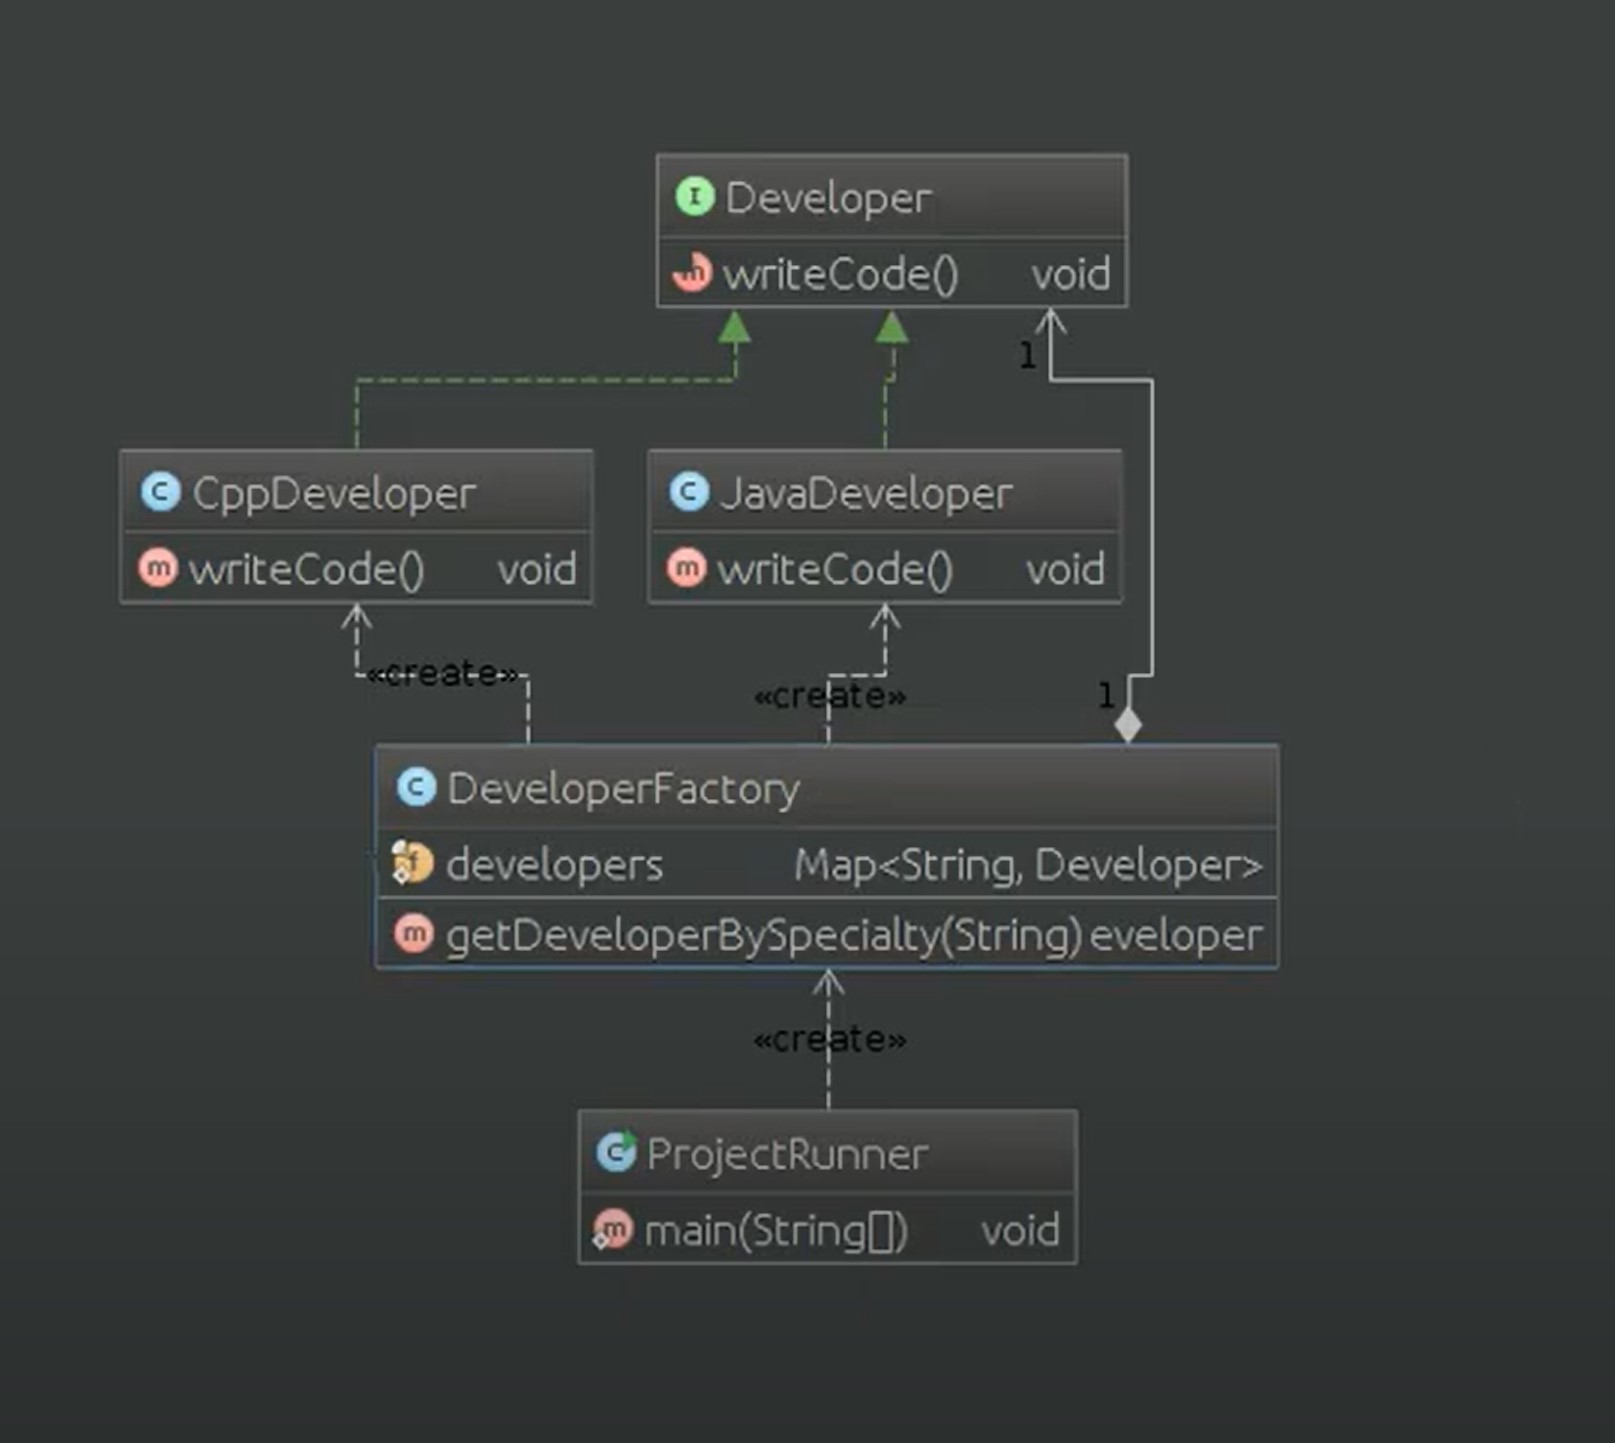 Developer
writeCode() void
1
CppDeveloper
writeCode() void
JavaDeveloper
writeCode() void
«create»
«create»
1
DeveloperFactory
developers Map<String, Developer>
getDeveloperBySpecialty(String) eveloper
«create»
ProjectRunner
main(String[]) void